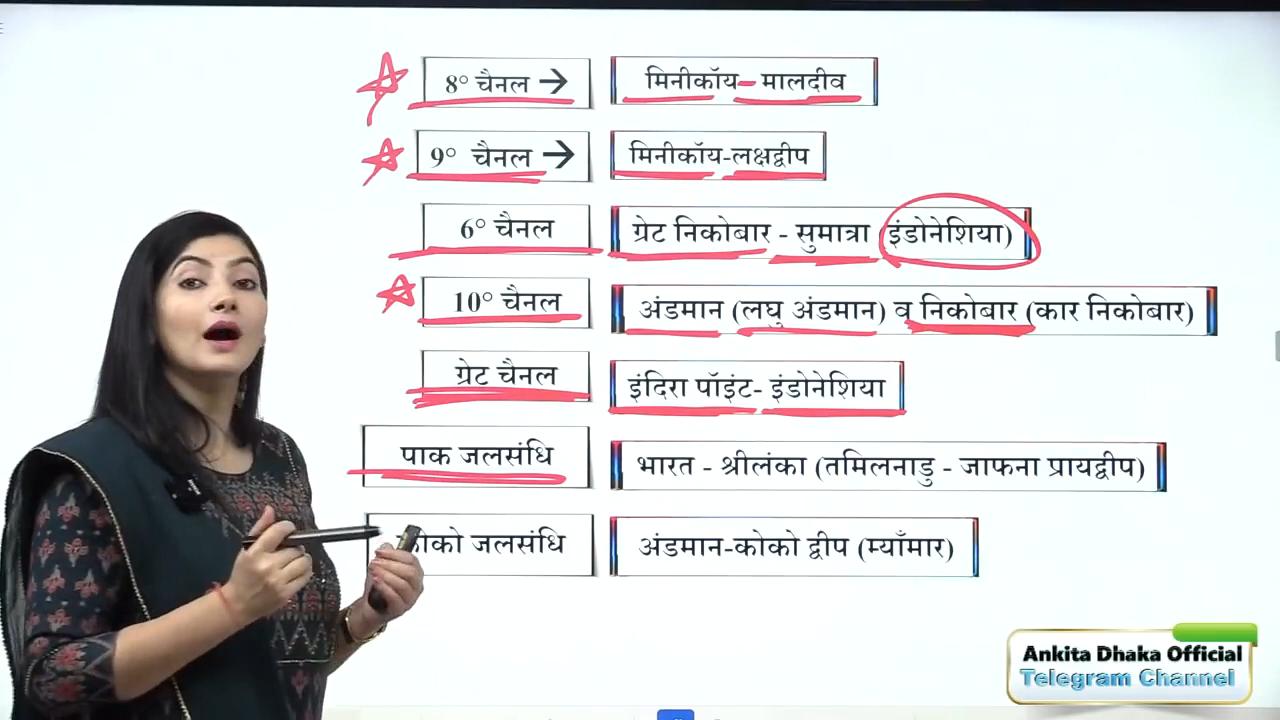 8° चैनल → मिनीकॉय-मालदीव
9° चैनल → मिनीकॉय-लक्षद्वीप
6° चैनल ग्रेट निकोबार - सुमात्रा (इंडोनेशिया)
10° चैनल अंडमान (लघु अंडमान) व निकोबार (कार निकोबार)
ग्रेट चैनल इंदिरा पॉइंट- इंडोनेशिया
पाक जलसंधि भारत - श्रीलंका (तमिलनाडु - जाफना प्रायद्वीप)
कोको जलसंधि अंडमान-कोको द्वीप (म्याँमार)
Ankita Dhaka Official
Telegram Channel